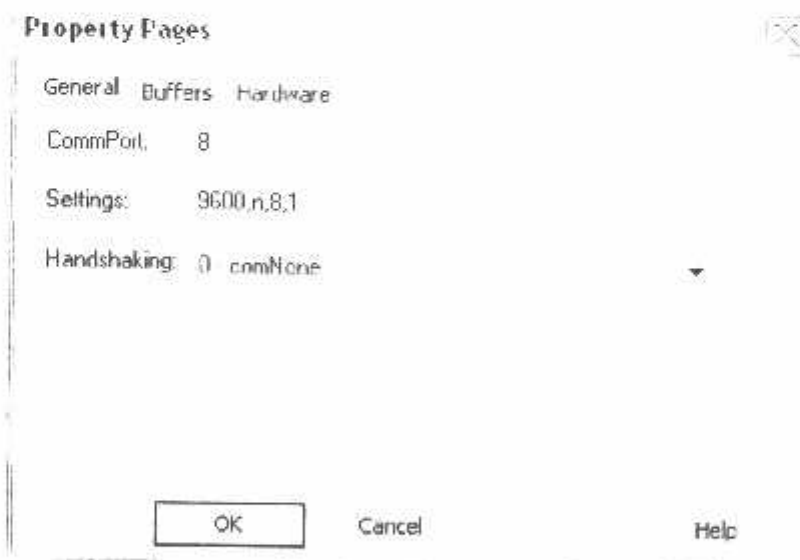 Property Pages
General Buffers Hardware
CommPort: 8
Settings: 9600,n,8,1
Handshaking: 0 comNone
OK Cancel Help